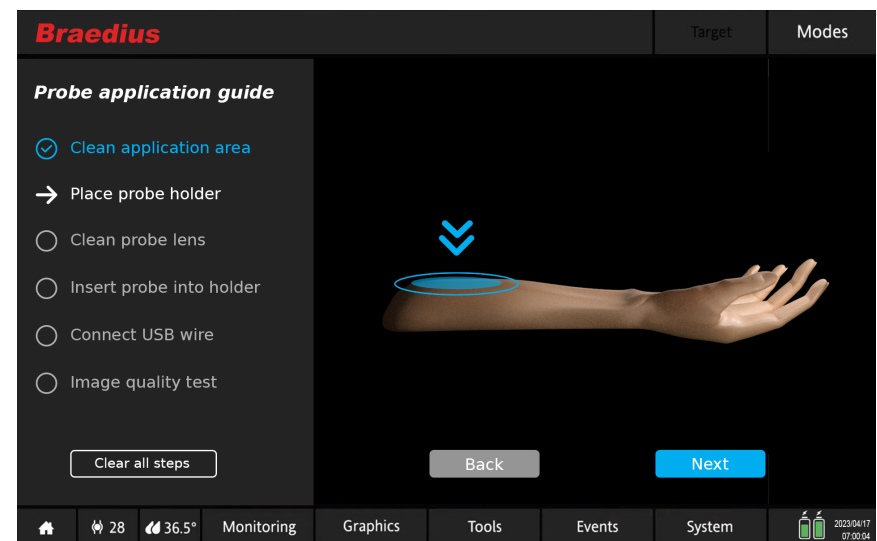 Braedius
Target
Modes
Probe application guide
Clean application area
Place probe holder
Clean probe lens
Insert probe into holder
Connect USB wire
Image quality test
Clear all steps
Back
Next
28
36.5°
Monitoring
Graphics
Tools
Events
System
2023/04/17
07:00:04